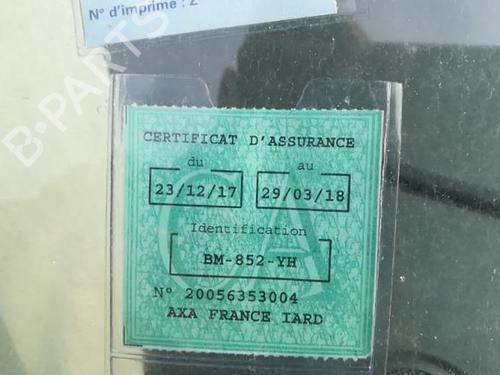 N° d'imprimé : 2
B-PARTS
CERTIFICAT D'ASSURANCE
du au
23/12/17 29/03/18
Identification
BM-852-YH
N° 20056353004
AXA FRANCE IARD